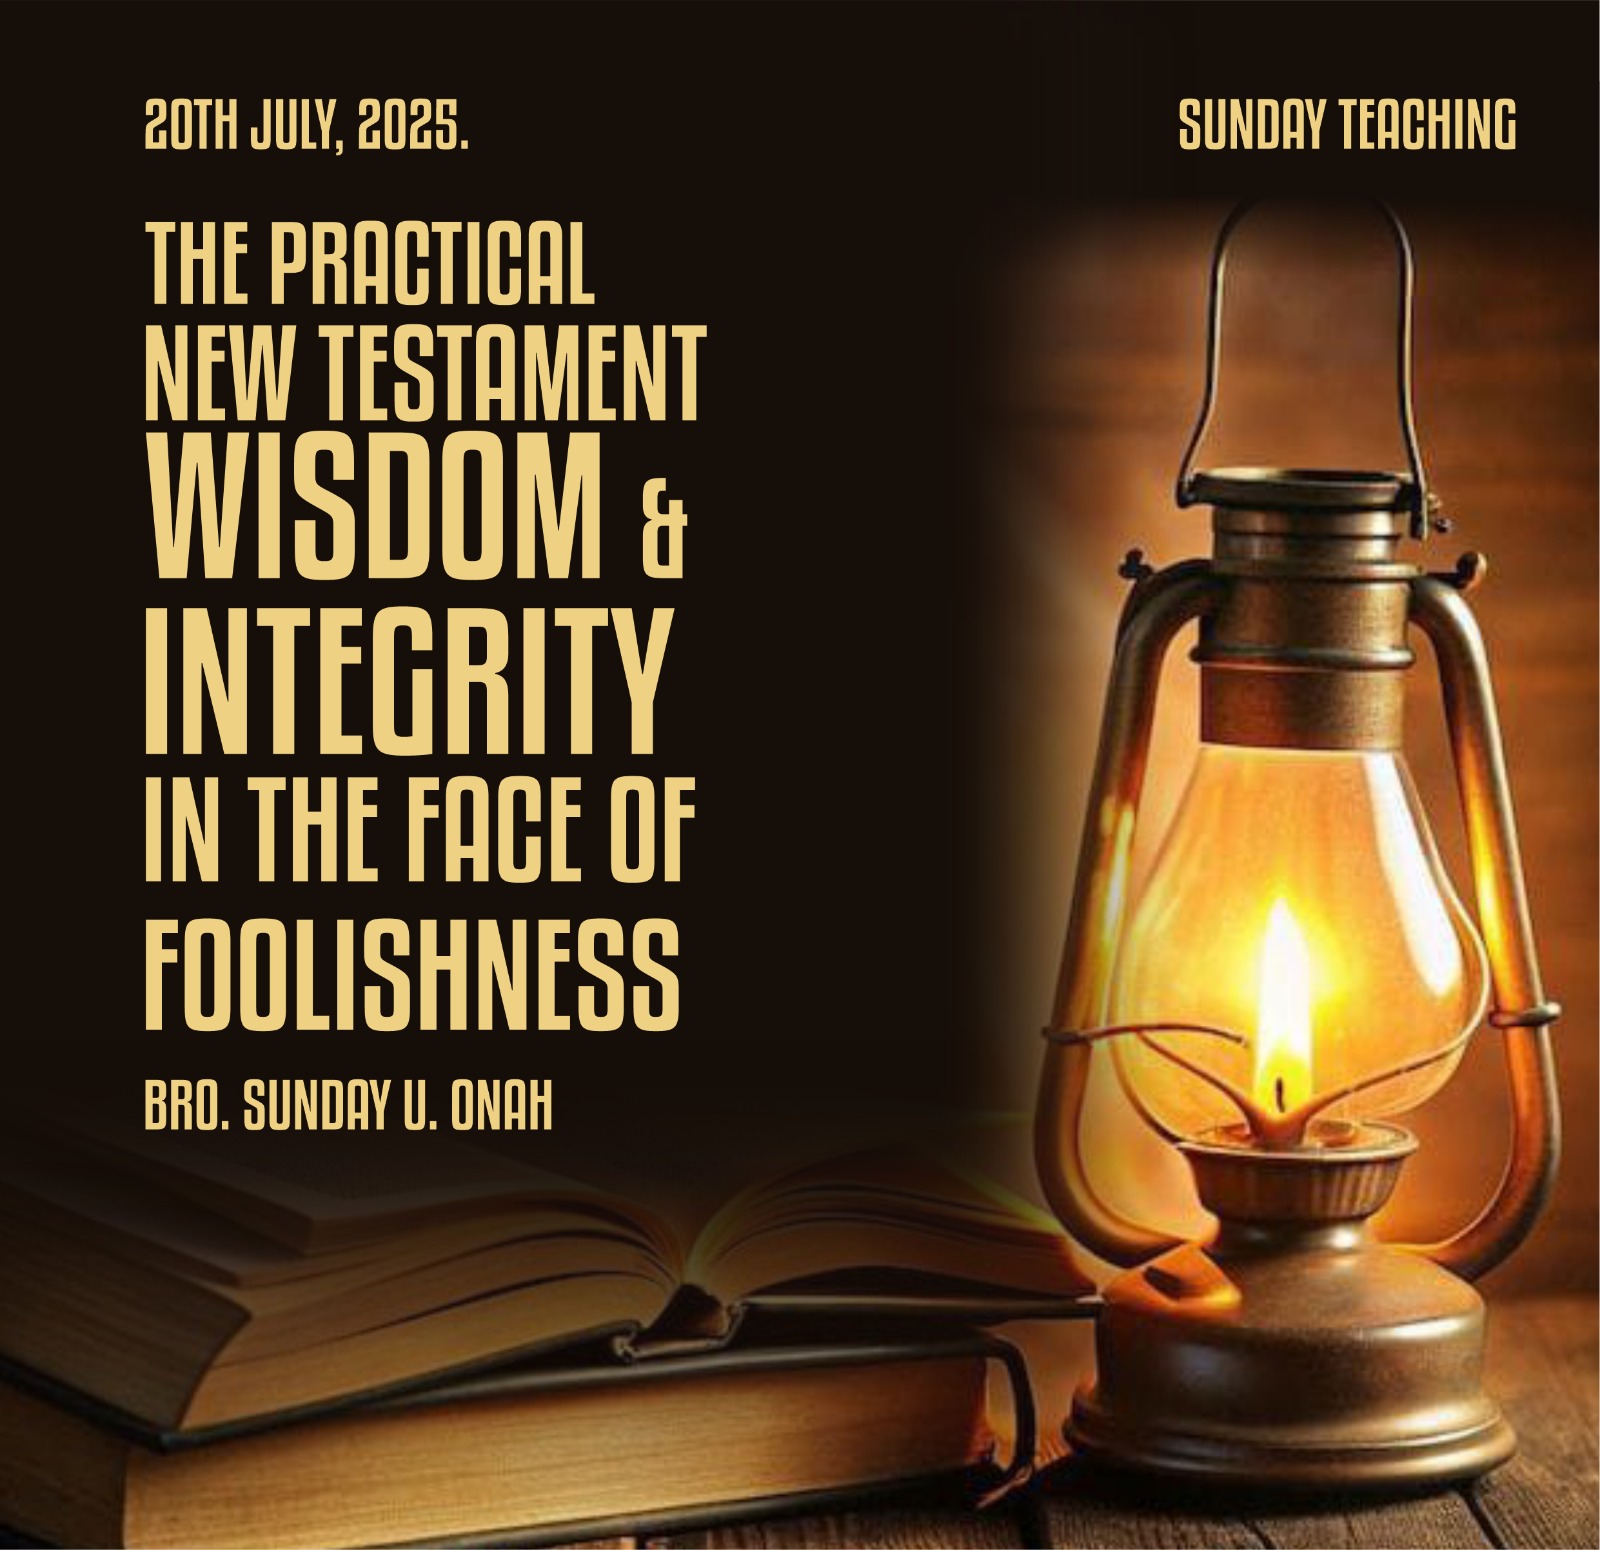 20TH JULY, 2025.
SUNDAY TEACHING
THE PRACTICAL
NEW TESTAMENT
WISDOM &
INTEGRITY
IN THE FACE OF
FOOLISHNESS
BRO. SUNDAY U. ONAH